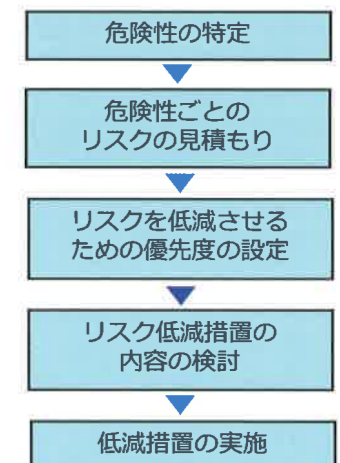 危険性の特定
危険性ごとの
リスクの見積もり
リスクを低減させる
ための優先度の設定
リスク低減措置の
内容の検討
低減措置の実施